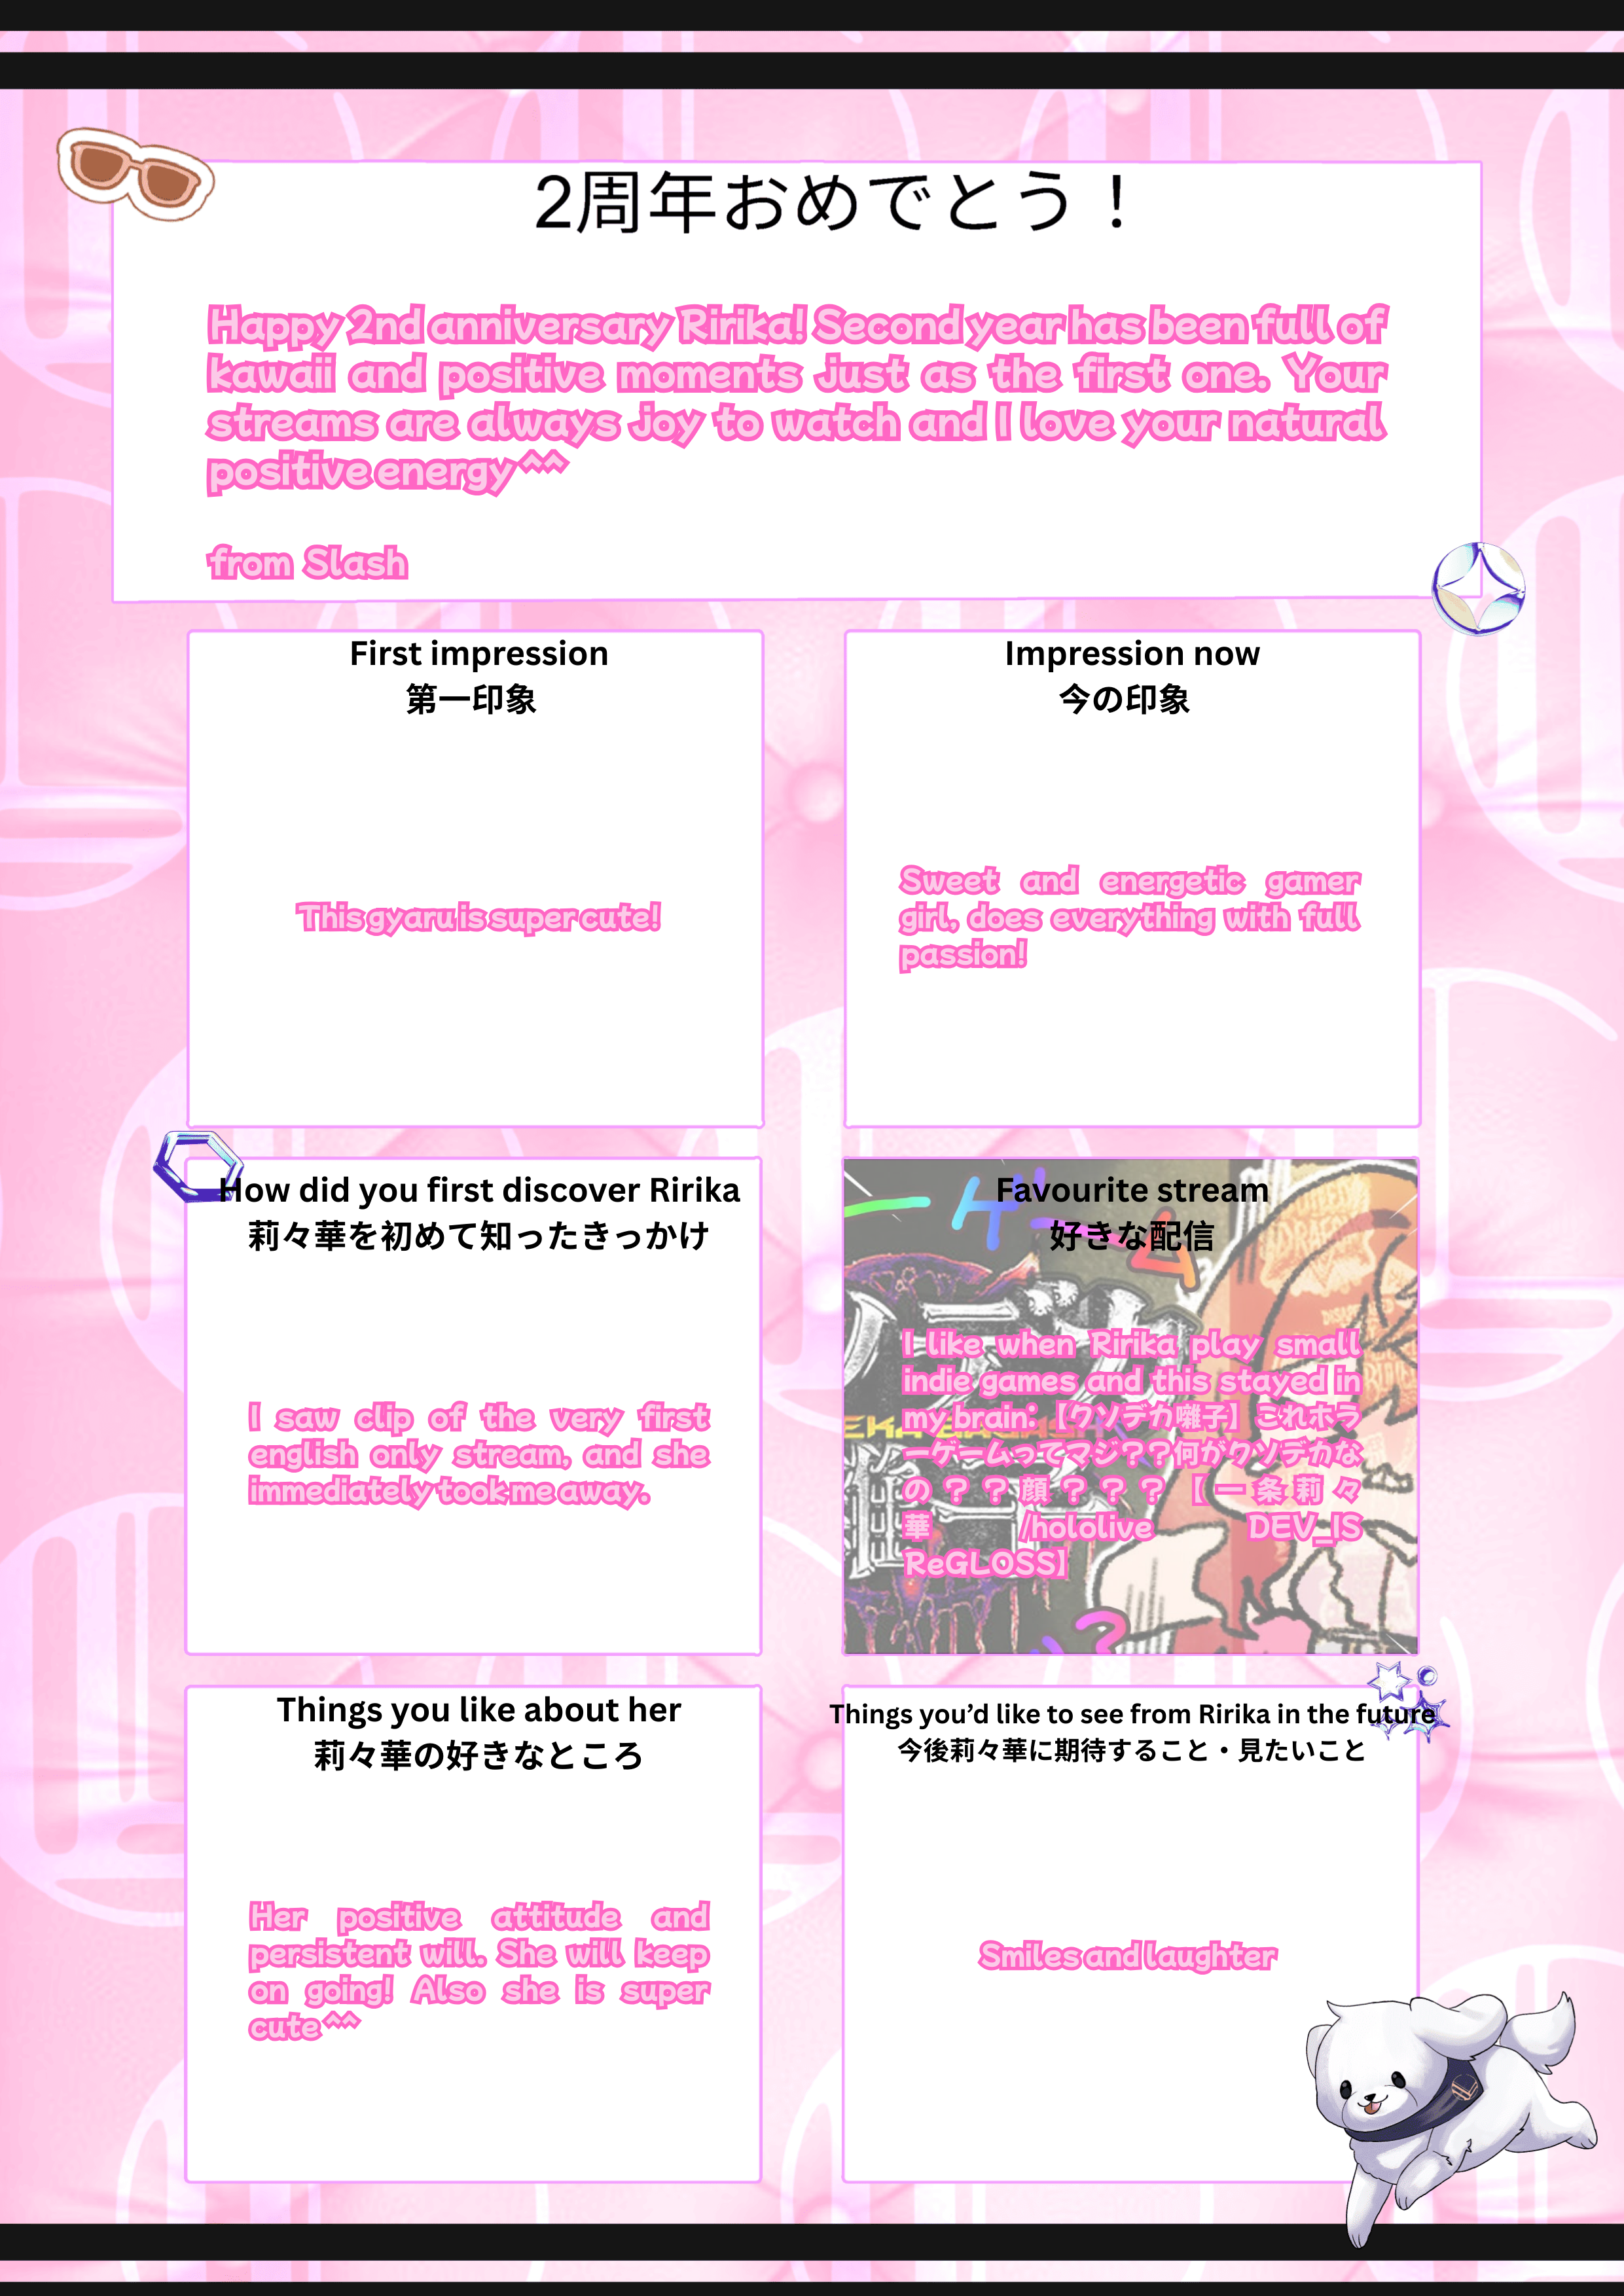 2周年おめでとう！
Happy 2nd anniversary Ririka! Second year has been full of
kawaii and positive moments just as the first one. Your
streams are always joy to watch and I love your natural
positive energy^^
from Slash
First impression
第一印象
This gyaru is super cute!
Impression now
今の印象
Sweet and energetic gamer
girl, does everything with full
passion!
How did you first discover Ririka
莉々華を初めて知ったきっかけ
I saw clip of the very first
english only stream, and she
immediately took me away.
Favourite stream
好きな配信
I like when Ririka play small
indie games and this stayed in
my brain:【クソデカ囃子】これホラ
ーゲームってマジ？？何がクソデカな
の？？顔？？？【一条莉々
華 /hololive DEV_IS
ReGLOSS】
Things you like about her
莉々華の好きなところ
Her positive attitude and
persistent will. She will keep
on going! Also she is super
cute^^
Things you’d like to see from Ririka in the future
今後莉々華に期待すること・見たいこと
Smiles and laughter